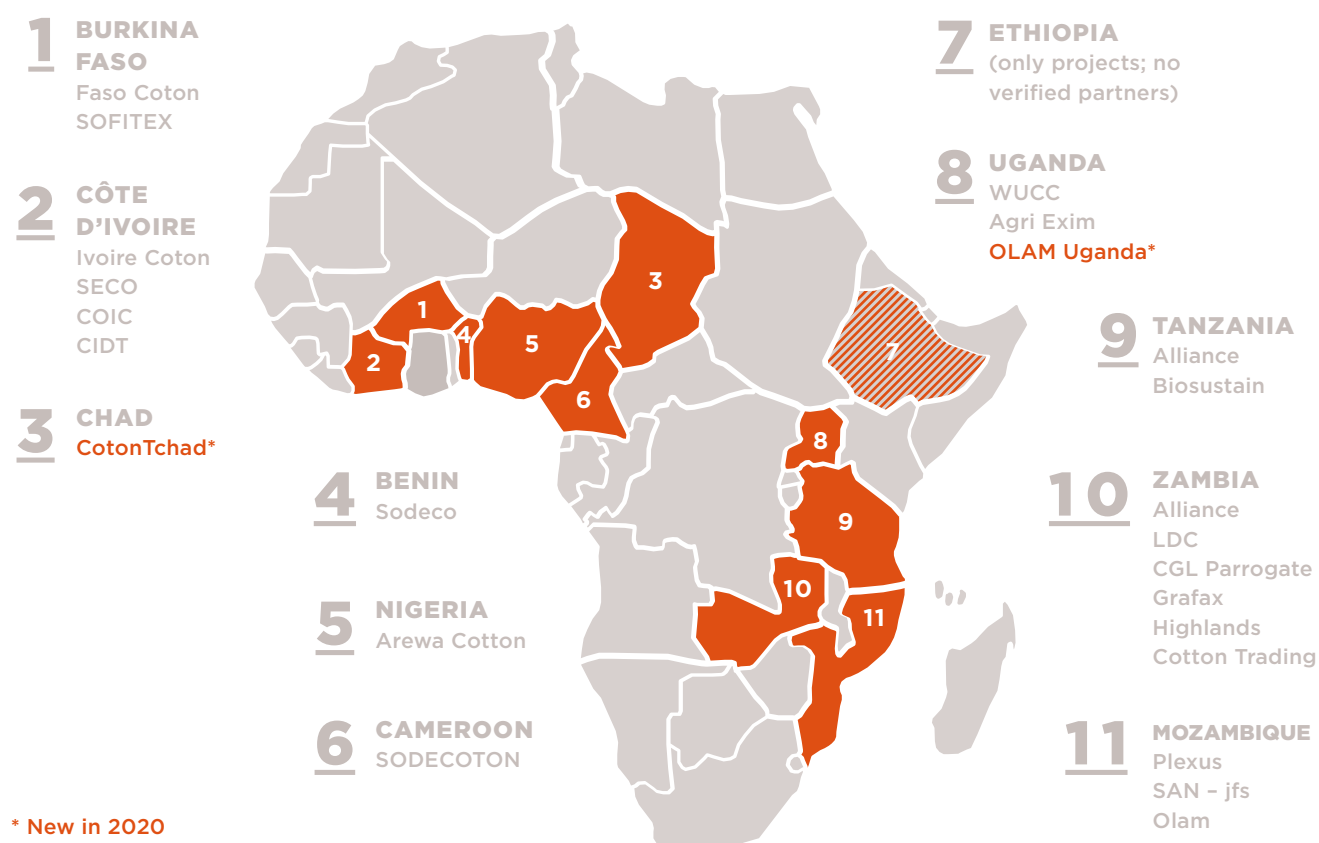 1
BURKINA
FASO
Faso Coton
SOFITEX
2
CÔTE
D'IVOIRE
Ivoire Coton
SECO
COIC
CIDT
3
CHAD
CotonTchad*
4
BENIN
Sodeco
5
NIGERIA
Arewa Cotton
6
CAMEROON
SODECOTON
7
ETHIOPIA
(only projects; no
verified partners)
8
UGANDA
WUCC
Agri Exim
OLAM Uganda*
9
TANZANIA
Alliance
Biosustain
10
ZAMBIA
Alliance
LDC
CGL Parrogate
Grafax
Highlands
Cotton Trading
11
MOZAMBIQUE
Plexus
SAN – jfs
Olam
1
2
3
4
5
6
7
8
9
10
11
* New in 2020